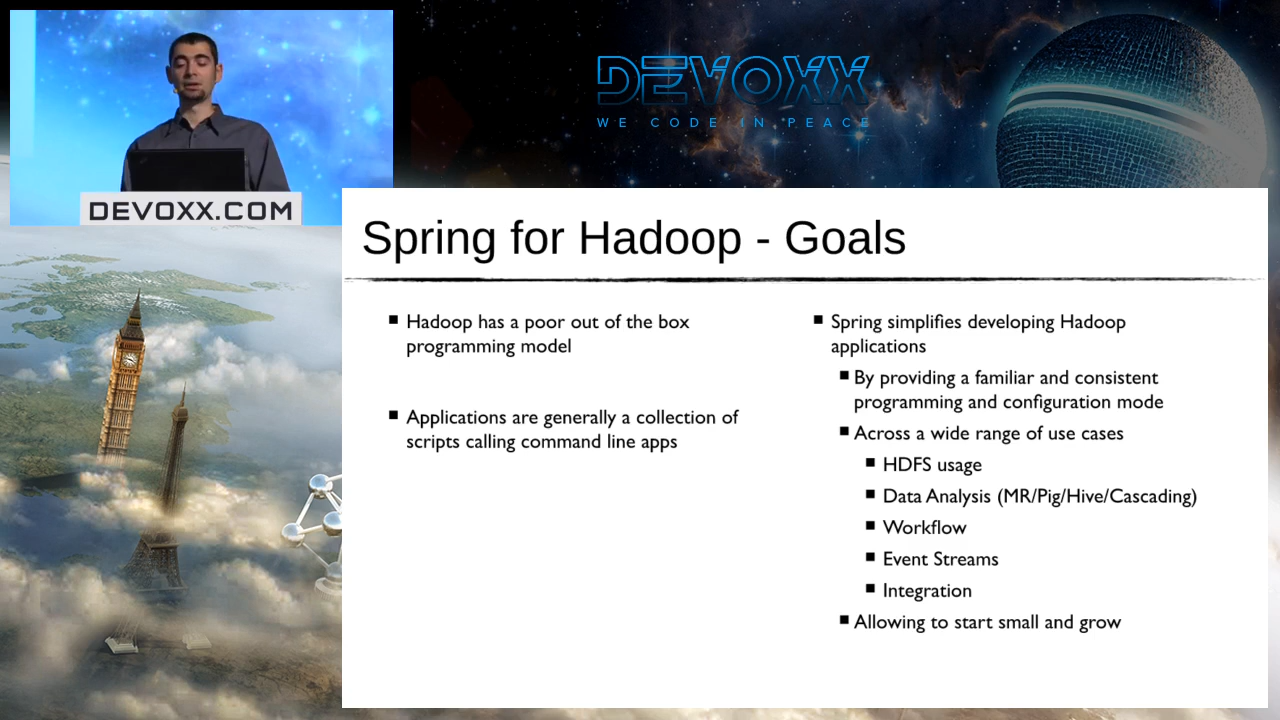 DEVOXX
WE CODE IN PEACE
DEVOXX.COM
Spring for Hadoop - Goals
Hadoop has a poor out of the box
programming model
Applications are generally a collection of
scripts calling command line apps
Spring simplifies developing Hadoop
applications
By providing a familiar and consistent
programming and configuration mode
Across a wide range of use cases
HDFS usage
Data Analysis (MR/Pig/Hive/Cascading)
Workflow
Event Streams
Integration
Allowing to start small and grow